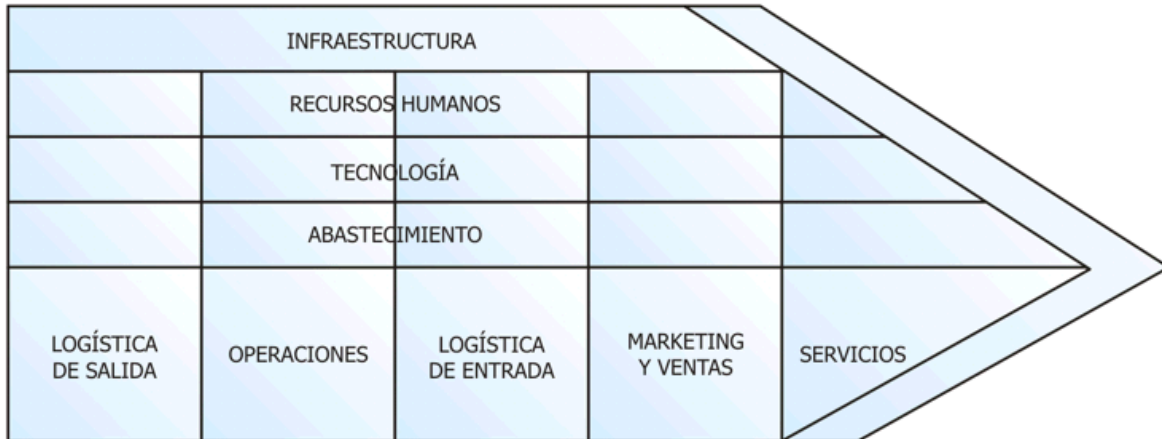 INFRAESTRUCTURA
RECURSOS HUMANOS
TECNOLOGÍA
ABASTECIMIENTO
LOGÍSTICA
DE SALIDA
OPERACIONES
LOGÍSTICA
DE ENTRADA
MARKETING
Y VENTAS
SERVICIOS